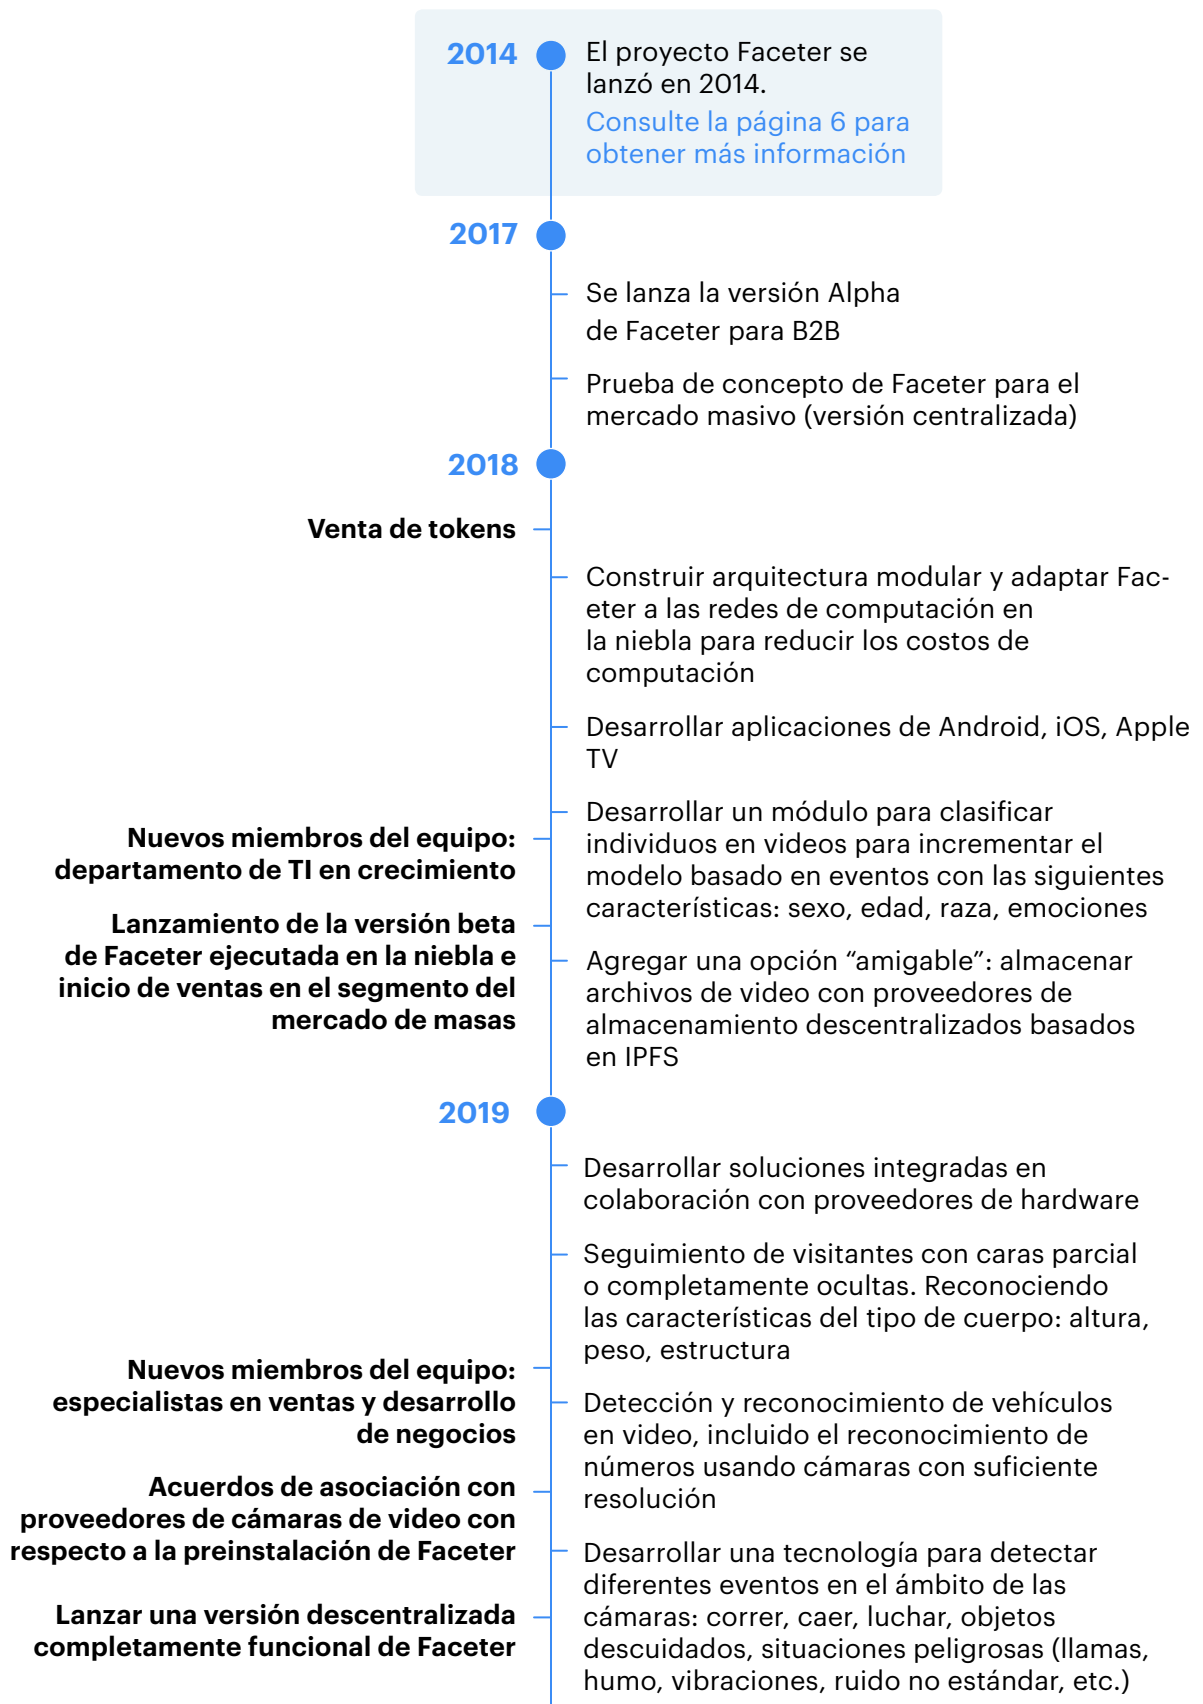 2014
El proyecto Faceter se
lanzó en 2014.
Consulte la página 6 para
obtener más información
2017
Se lanza la versión Alpha
de Faceter para B2B
Prueba de concepto de Faceter para el
mercado masivo (versión centralizada)
2018
Venta de tokens
Construir arquitectura modular y adaptar Fac-
eter a las redes de computación en
la niebla para reducir los costos de
computación
Desarrollar aplicaciones de Android, iOS, Apple
TV
Desarrollar un módulo para clasificar
individuos en videos para incrementar el
modelo basado en eventos con las siguientes
características: sexo, edad, raza, emociones
Nuevos miembros del equipo:
departamento de TI en crecimiento
Lanzamiento de la versión beta
de Faceter ejecutada en la niebla e
inicio de ventas en el segmento del
mercado de masas
Agregar una opción “amigable”: almacenar
archivos de video con proveedores de
almacenamiento descentralizados basados
en IPFS
2019
Desarrollar soluciones integradas en
colaboración con proveedores de hardware
Seguimiento de visitantes con caras parcial
o completamente ocultas. Reconociendo
las características del tipo de cuerpo: altura,
peso, estructura
Nuevos miembros del equipo:
especialistas en ventas y desarrollo
de negocios
Detección y reconocimiento de vehículos
en video, incluido el reconocimiento de
números usando cámaras con suficiente
resolución
Acuerdos de asociación con
proveedores de cámaras de video con
respecto a la preinstalación de Faceter
Desarrollar una tecnología para detectar
diferentes eventos en el ámbito de las
cámaras: correr, caer, luchar, objetos
descuidados, situaciones peligrosas (llamas,
humo, vibraciones, ruido no estándar, etc.)
Lanzar una versión descentralizada
completamente funcional de Faceter